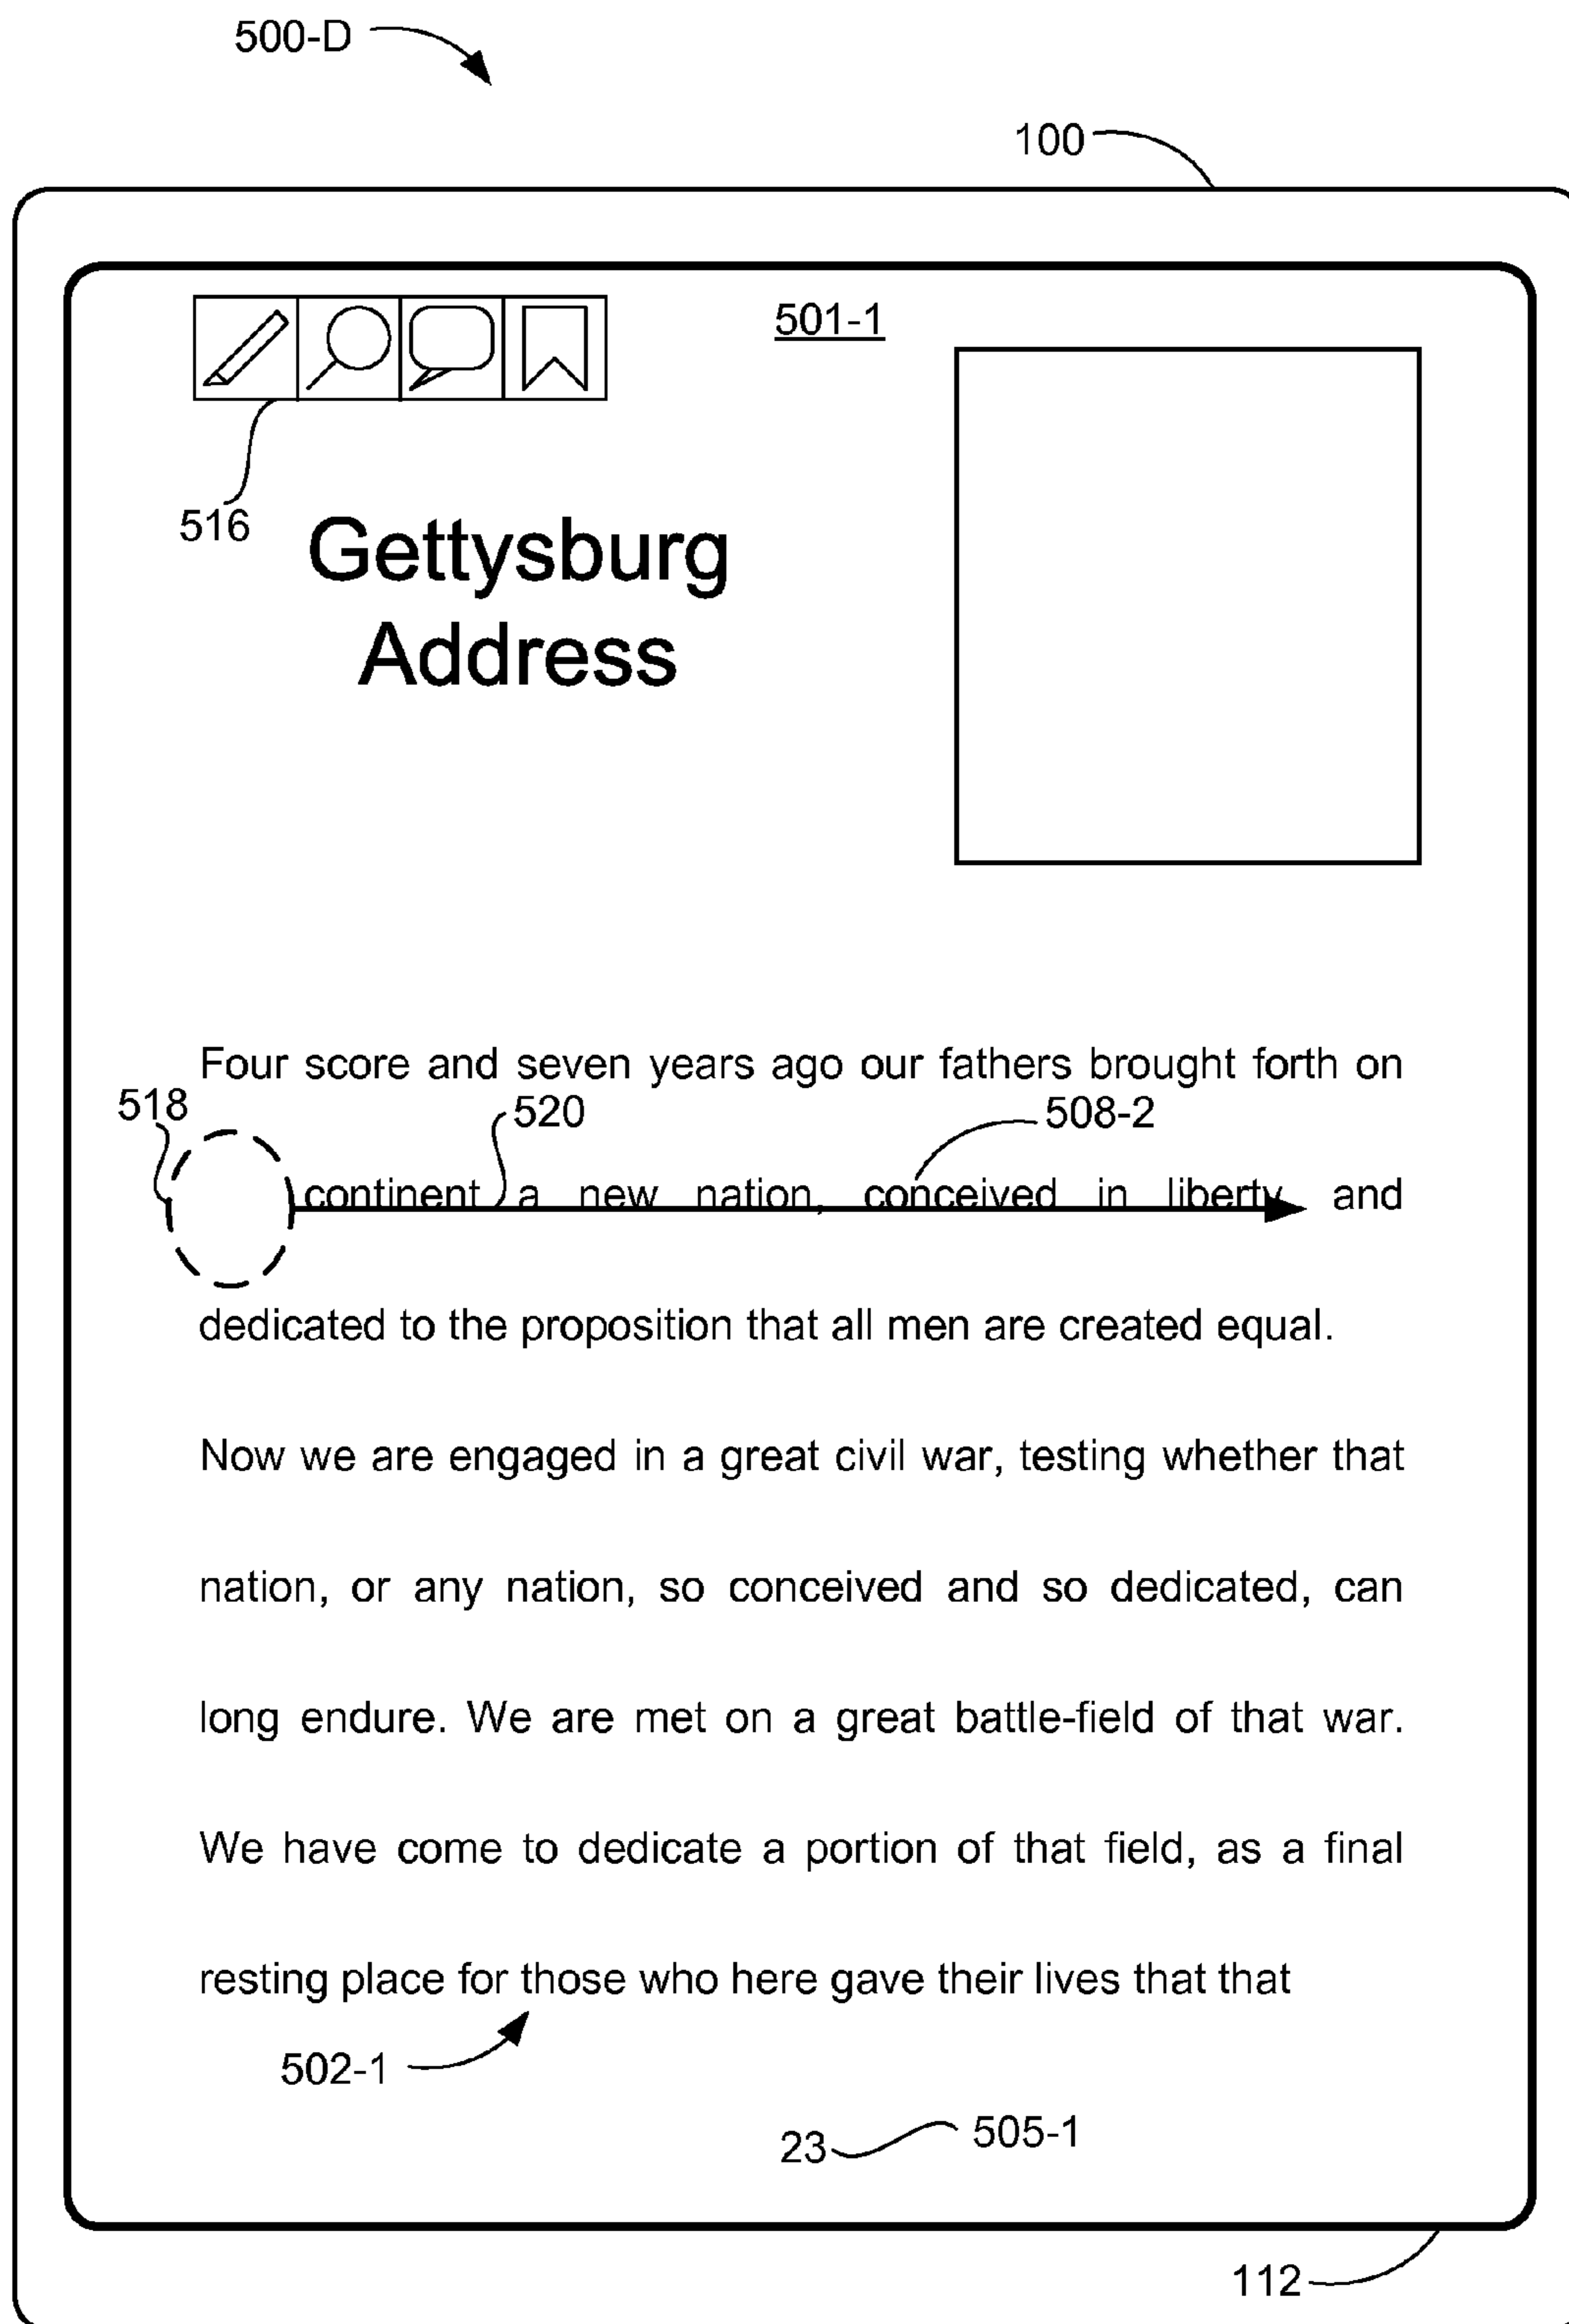 500-D
100
501-1
516
Gettysburg
Address
Four score and seven years ago our fathers brought forth on
518
520
508-2
continent a new nation, conceived in liberty and
dedicated to the proposition that all men are created equal.
Now we are engaged in a great civil war, testing whether that
nation, or any nation, so conceived and so dedicated, can
long endure. We are met on a great battle-field of that war.
We have come to dedicate a portion of that field, as a final
resting place for those who here gave their lives that that
502-1
23
505-1
112